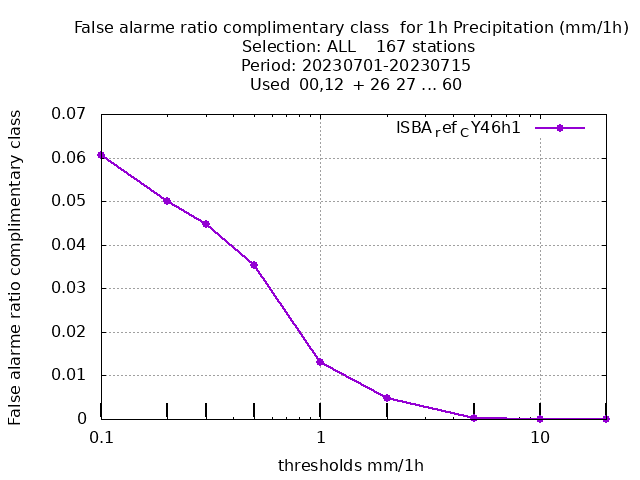 False alarme ratio complimentary class  for 1h Precipitation (mm/1h)
Selection: ALL    167 stations
Period: 20230701-20230715
Used  00,12  + 26 27 ... 60
ISBA_ref_CY46h1
False alarme ratio complimentary class
0.07
0.06
0.05
0.04
0.03
0.02
0.01
0
0.1 1 10
thresholds mm/1h